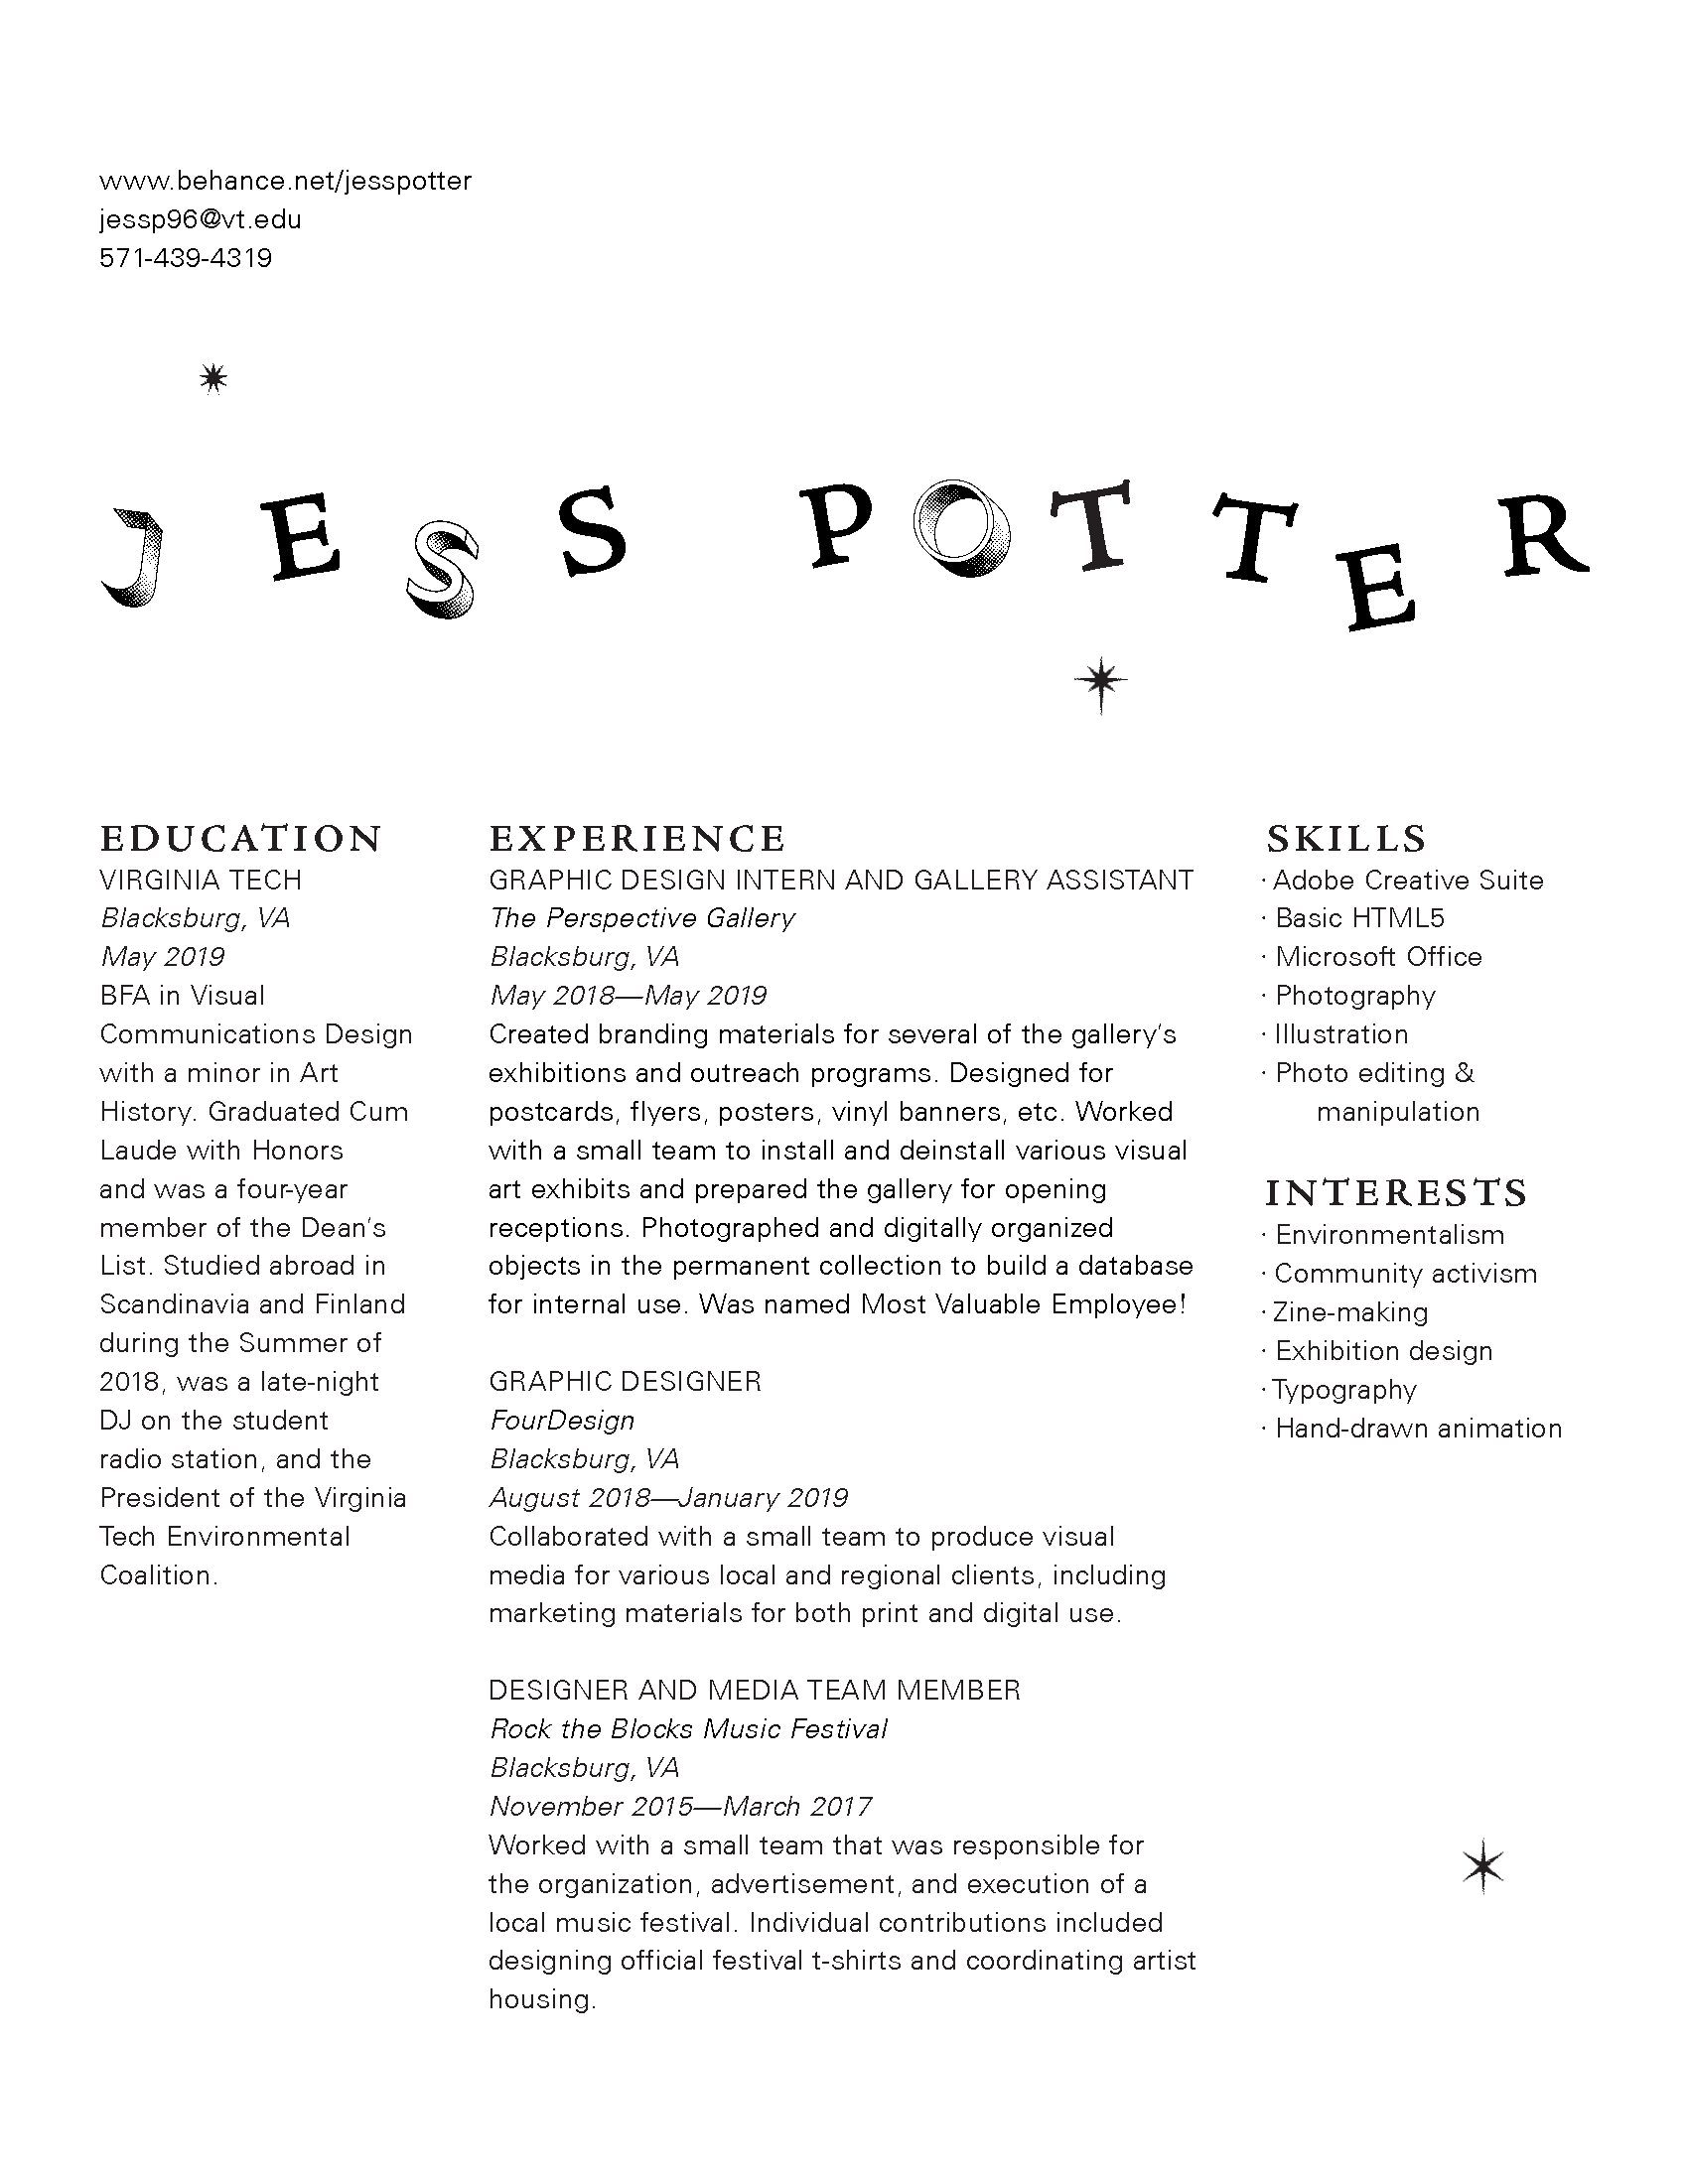 www.behance.net/jesspotter
jessp96@vt.edu
571-439-4319
JESS POTTER
EDUCATION
VIRGINIA TECH
Blacksburg, VA
May 2019
BFA in Visual
Communications Design
with a minor in Art
History. Graduated Cum
Laude with Honors
and was a four-year
member of the Dean's
List. Studied abroad in
Scandinavia and Finland
during the Summer of
2018, was a late-night
DJ on the student
radio station, and the
President of the Virginia
Tech Environmental
Coalition.
EXPERIENCE
GRAPHIC DESIGN INTERN AND GALLERY ASSISTANT
The Perspective Gallery
Blacksburg, VA
May 2018—May 2019
Created branding materials for several of the gallery's
exhibitions and outreach programs. Designed for
postcards, flyers, posters, vinyl banners, etc. Worked
with a small team to install and deinstall various visual
art exhibits and prepared the gallery for opening
receptions. Photographed and digitally organized
objects in the permanent collection to build a database
for internal use. Was named Most Valuable Employee!
GRAPHIC DESIGNER
FourDesign
Blacksburg, VA
August 2018—January 2019
Collaborated with a small team to produce visual
media for various local and regional clients, including
marketing materials for both print and digital use.
DESIGNER AND MEDIA TEAM MEMBER
Rock the Blocks Music Festival
Blacksburg, VA
November 2015—March 2017
Worked with a small team that was responsible for
the organization, advertisement, and execution of a
local music festival. Individual contributions included
designing official festival t-shirts and coordinating artist
housing.
SKILLS
· Adobe Creative Suite
· Basic HTML5
· Microsoft Office
· Photography
· Illustration
· Photo editing &
manipulation
INTERESTS
· Environmentalism
· Community activism
· Zine-making
· Exhibition design
· Typography
· Hand-drawn animation